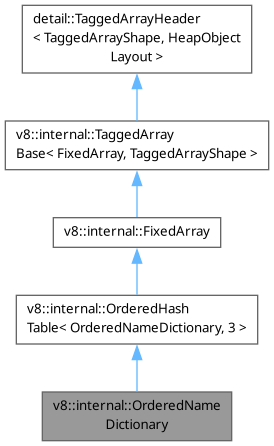 detail::TaggedArrayHeader
< TaggedArrayShape, HeapObject
Layout >
v8::internal::TaggedArray
Base< FixedArray, TaggedArrayShape >
v8::internal::FixedArray
v8::internal::OrderedHash
Table< OrderedNameDictionary, 3 >
v8::internal::OrderedName
Dictionary